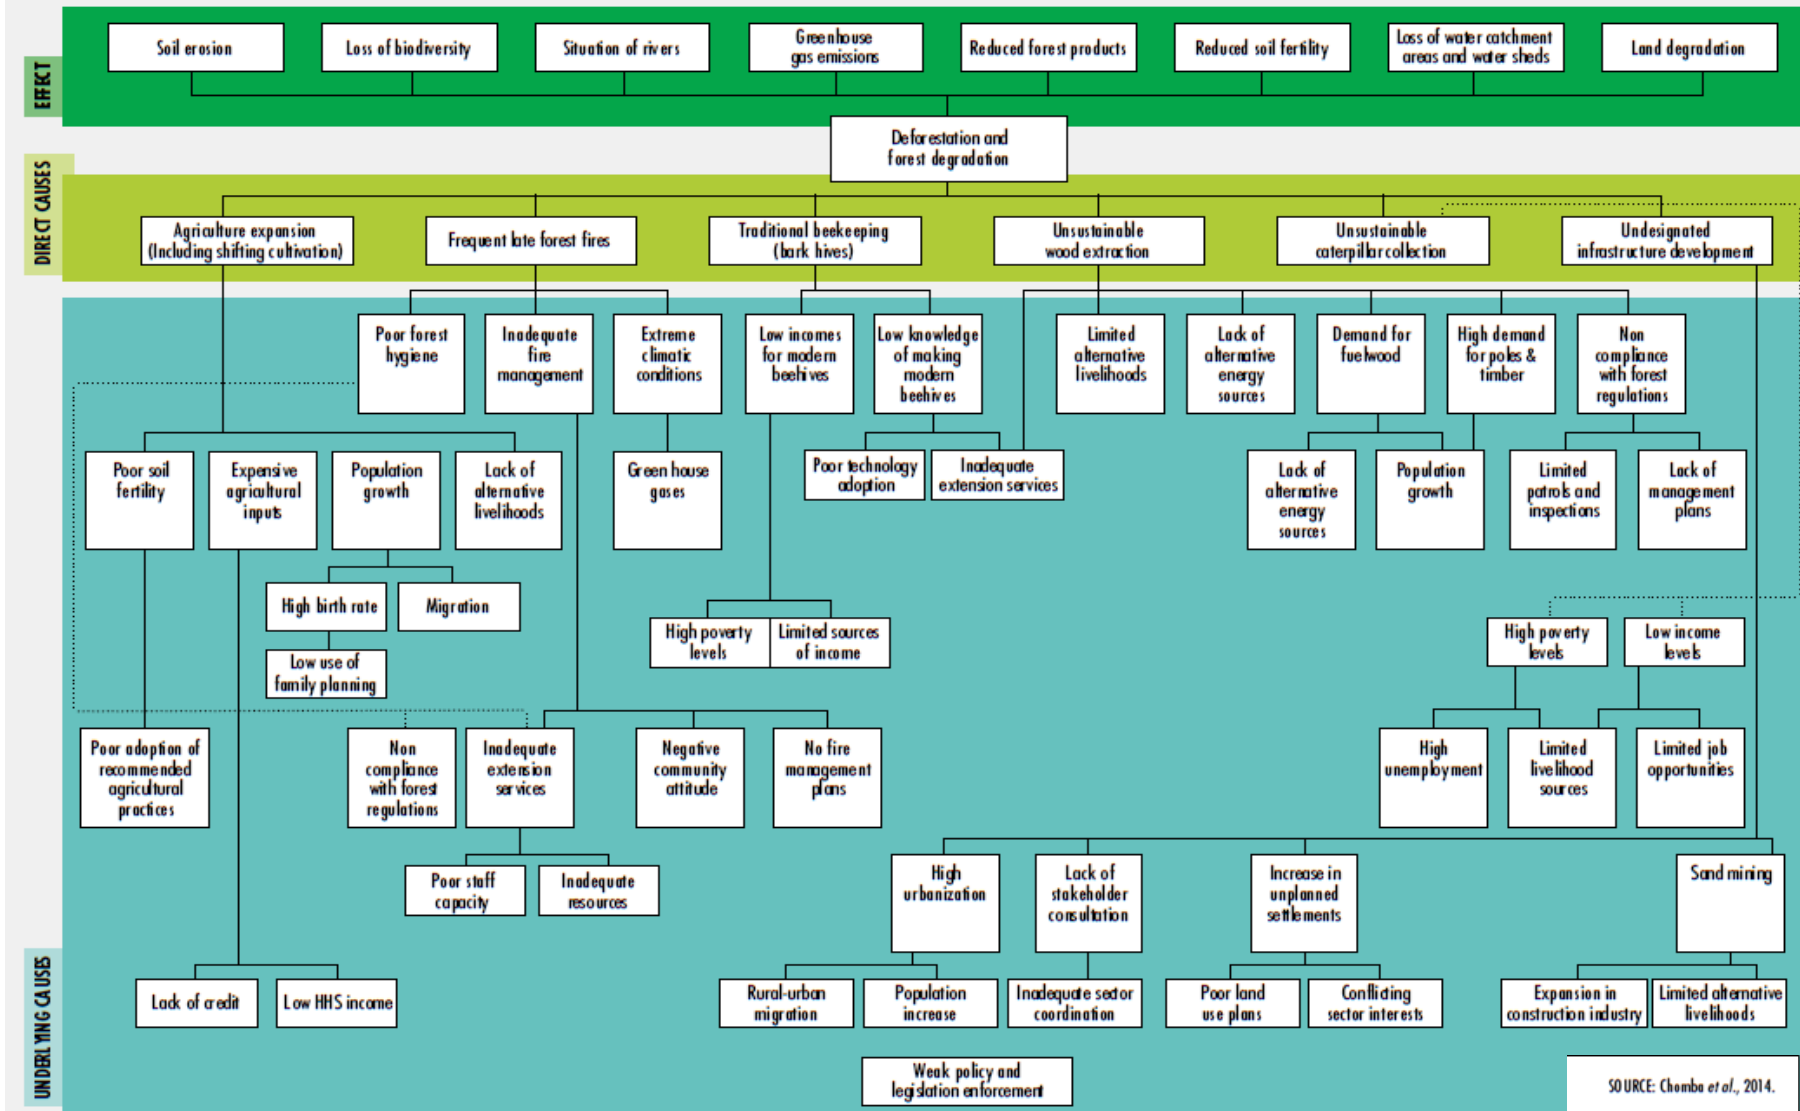 EFFECT
Soil erosion
Loss of biodiversity
Situation of rivers
Greenhouse
gas emissions
Reduced forest products
Reduced soil fertility
Loss of water catchment
areas and water sheds
Land degradation
Deforestation and
forest degradation
DIRECT CAUSES
Agriculture expansion
(Including shifting cultivation)
Frequent late forest fires
Traditional beekeeping
(bark hives)
Unsustainable
wood extraction
Unsustainable
caterpillar collection
Undesignated
infrastructure development
Poor forest
hygiene
Inadequate
fire
management
Extreme
climatic
conditions
Low incomes
for modern
beehives
Low knowledge
of making
modern
beehives
Limited
alternative
livelihoods
Lack of
alternative
energy
sources
Demand for
fuelwood
High demand
for poles &
timber
Non
compliance
with forest
regulations
Poor soil
fertility
Expensive
agricultural
inputs
Population
growth
Lack of
alternative
livelihoods
Green house
gases
Poor technology
adoption
Inadequate
extension services
Lack of
alternative
energy
sources
Population
growth
Limited
patrols and
inspections
Lack of
management
plans
High birth rate
Migration
Low use of
family planning
High poverty
levels
Limited sources
of income
High poverty
levels
Low income
levels
Poor adoption of
recommended
agricultural
practices
Non
compliance
with forest
regulations
Inadequate
extension
services
Negative
community
attitude
No fire
management
plans
High
unemployment
Limited
livelihood
sources
Limited job
opportunities
Poor staff
capacity
Inadequate
resources
High
urbanization
Lack of
stakeholder
consultation
Increase in
unplanned
settlements
Sand mining
UNDERLYING CAUSES
Lack of credit
Low HHS income
Rural-urban
migration
Population
increase
Inadequate sector
coordination
Poor land
use plans
Conflicting
sector interests
Expansion in
construction industry
Limited alternative
livelihoods
Weak policy and
legislation enforcement
SOURCE: Chomba et al., 2014.